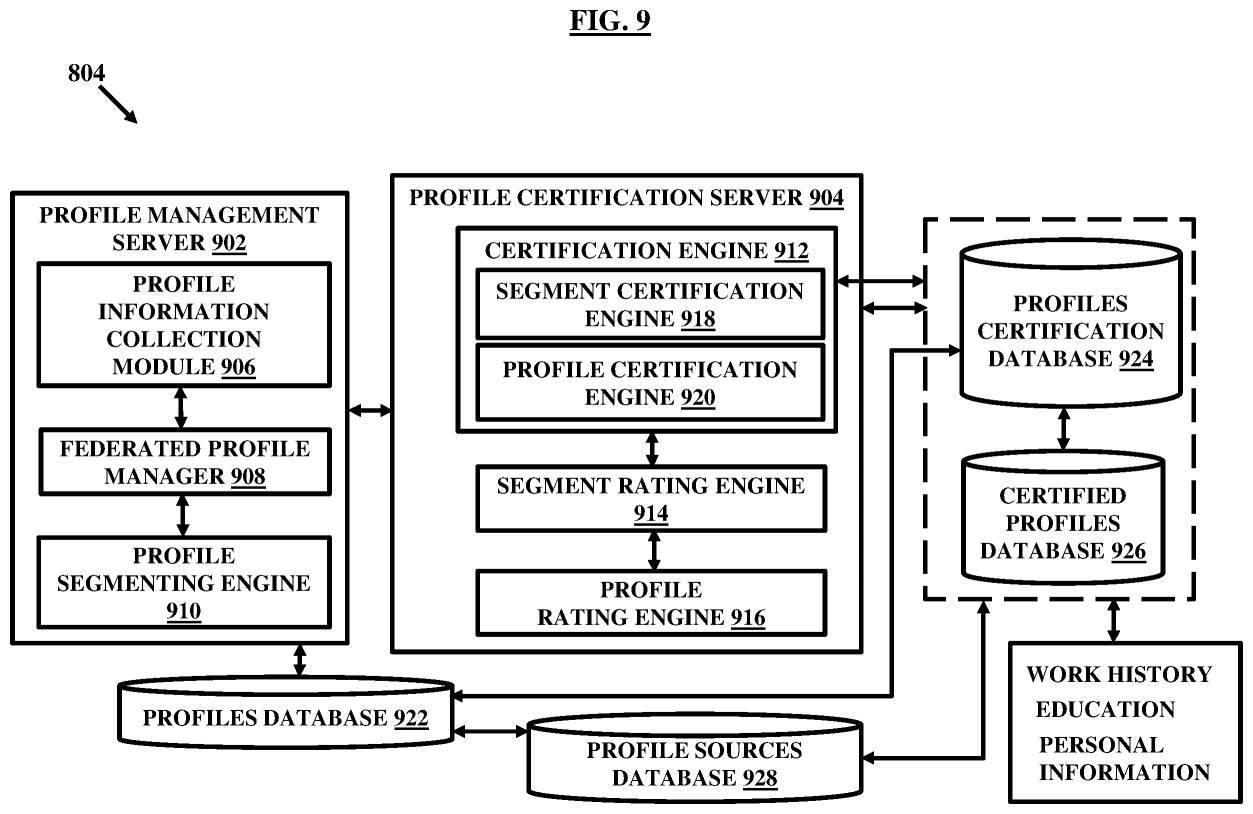 FIG. 9
804
PROFILE MANAGEMENT
SERVER 902
PROFILE
INFORMATION
COLLECTION
MODULE 906
FEDERATED PROFILE
MANAGER 908
PROFILE
SEGMENTING ENGINE
910
PROFILE CERTIFICATION SERVER 904
CERTIFICATION ENGINE 912
SEGMENT CERTIFICATION
ENGINE 918
PROFILE CERTIFICATION
ENGINE 920
SEGMENT RATING ENGINE
914
PROFILE
RATING ENGINE 916
PROFILES
CERTIFICATION
DATABASE 924
CERTIFIED
PROFILES
DATABASE 926
PROFILES DATABASE 922
PROFILE SOURCES
DATABASE 928
WORK HISTORY
EDUCATION
PERSONAL
INFORMATION